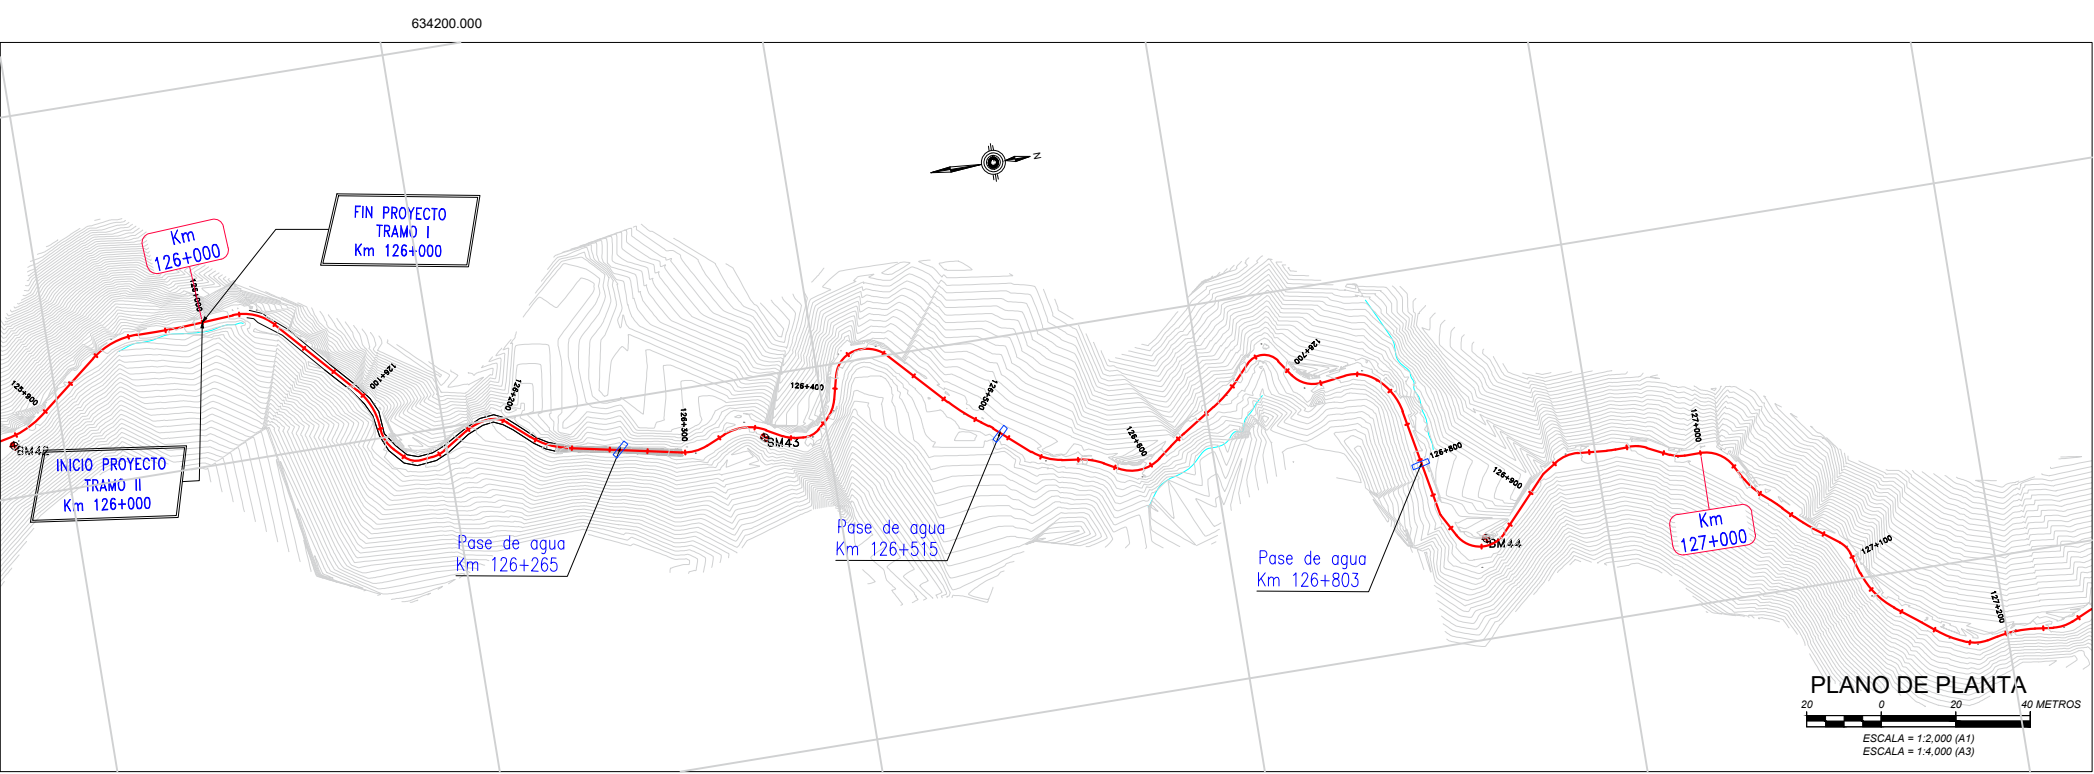 634200.000
N
FIN PROYECTO
TRAMO I
Km 126+000
Km
126+000
126+000
125+900
BM42
INICIO PROYECTO
TRAMO II
Km 126+000
126+100
126+200
Pase de agua
Km 126+265
126+300
BM43
126+400
126+500
Pase de agua
Km 126+515
126+600
126+700
126+800
Pase de agua
Km 126+803
126+900
BM44
127+000
Km
127+000
127+100
127+200
PLANO DE PLANTA
20 0 20 40 METROS
ESCALA = 1:2,000 (A1)
ESCALA = 1:4,000 (A3)